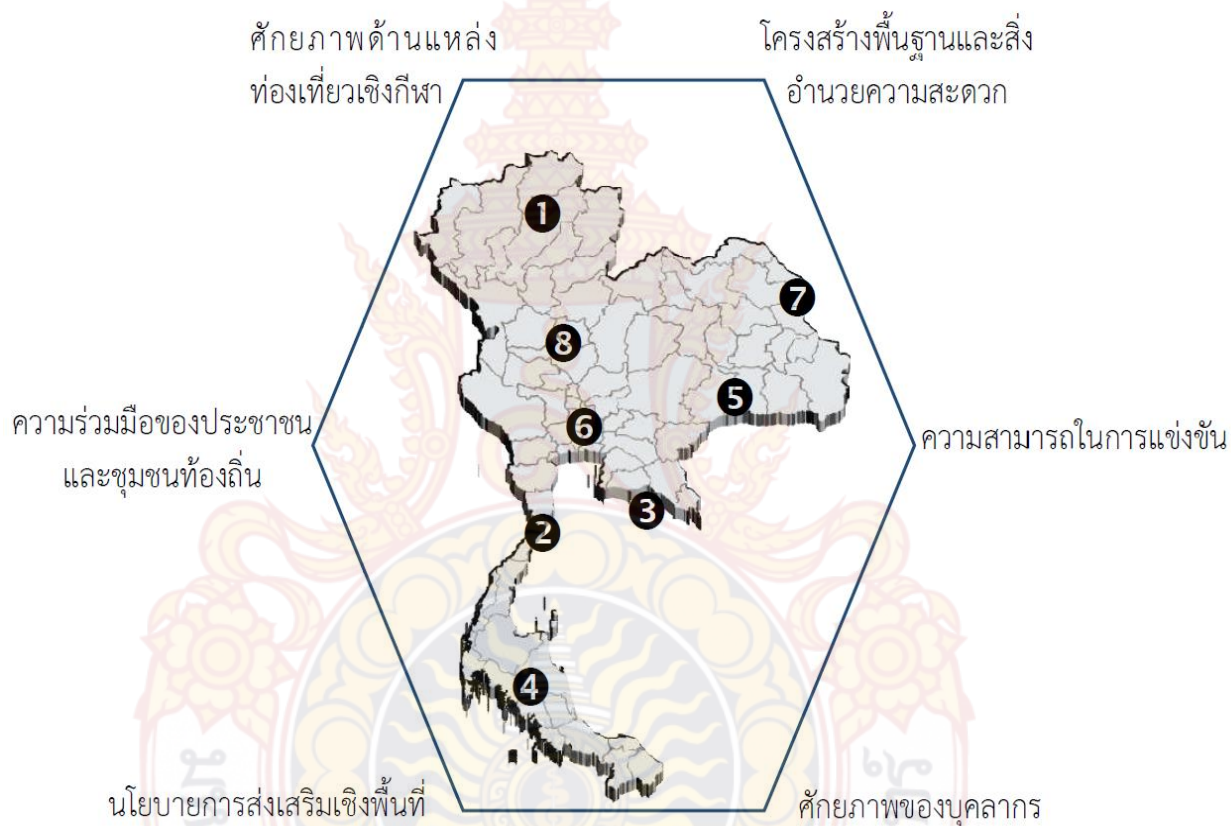 ศักยภาพด้านแหล่ง
ท่องเที่ยวเชิงกีฬา
โครงสร้างพื้นฐานและสิ่ง
อำนวยความสะดวก
1
7
8
5
6
ความร่วมมือของประชาชน
และชุมชนท้องถิ่น
ความสามารถในการแข่งขัน
3
2
4
นโยบายการส่งเสริมเชิงพื้นที่
ศักยภาพของบุคลากร